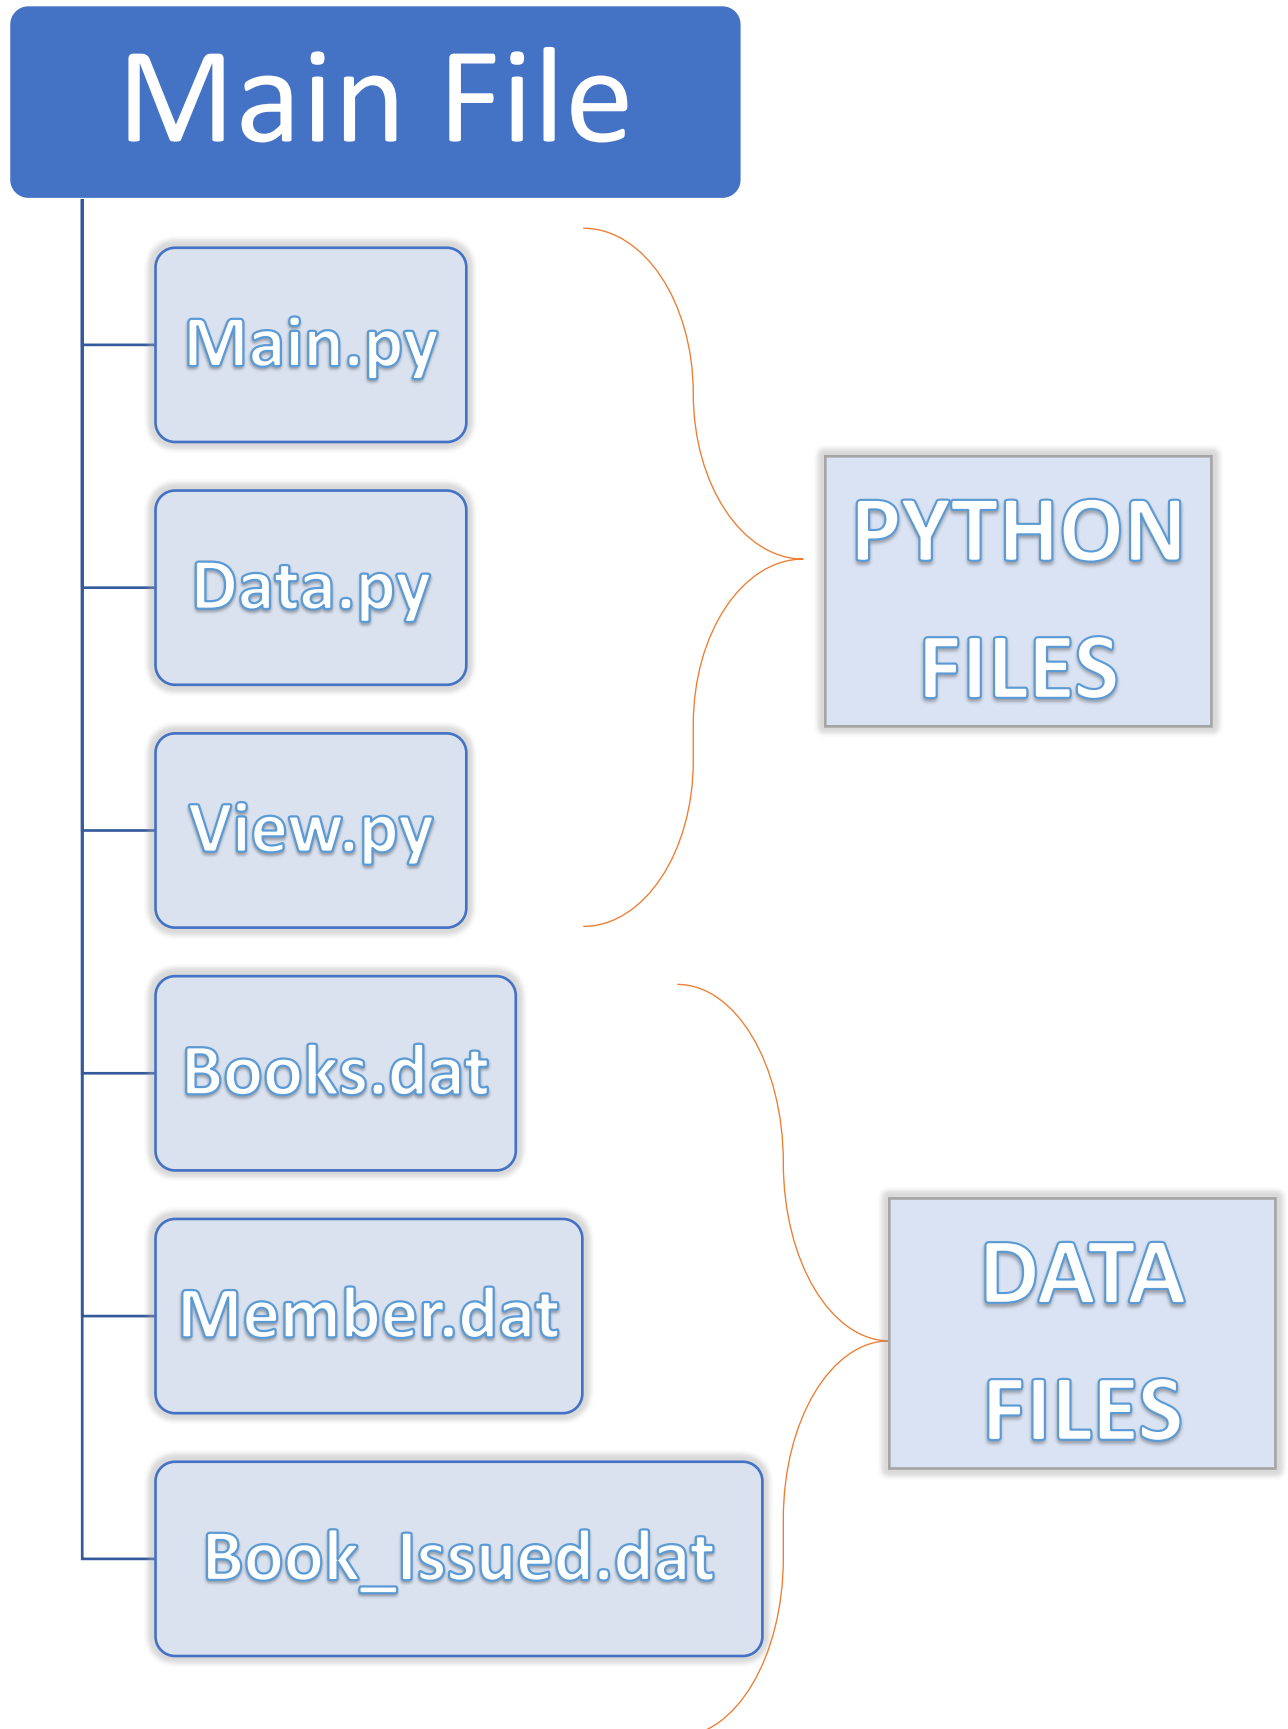 Main File
Main.py
Data.py
View.py
PYTHON
FILES
Books.dat
Member.dat
Book_Issued.dat
DATA
FILES